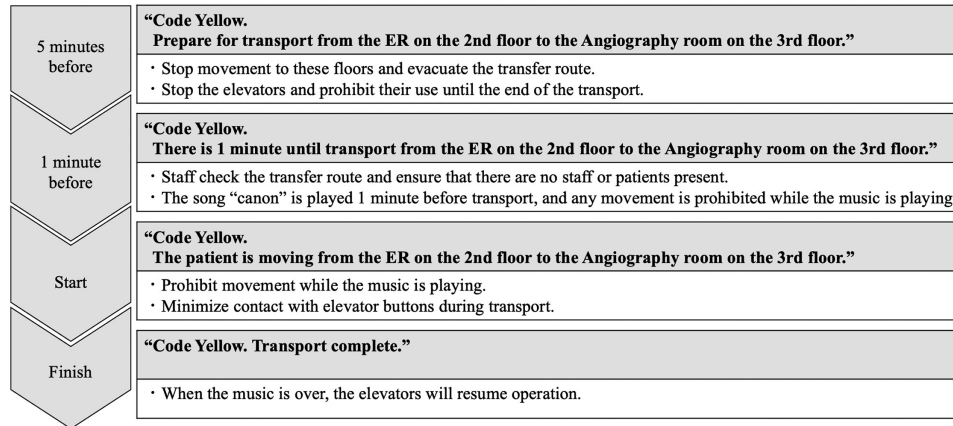 5 minutes
before
“Code Yellow.
Prepare for transport from the ER on the 2nd floor to the Angiography room on the 3rd floor.”
・Stop movement to these floors and evacuate the transfer route.
・Stop the elevators and prohibit their use until the end of the transport.
1 minute
before
“Code Yellow.
There is 1 minute until transport from the ER on the 2nd floor to the Angiography room on the 3rd floor.”
・Staff check the transfer route and ensure that there are no staff or patients present.
・The song “canon” is played 1 minute before transport, and any movement is prohibited while the music is playing
Start
“Code Yellow.
The patient is moving from the ER on the 2nd floor to the Angiography room on the 3rd floor.”
・Prohibit movement while the music is playing.
・Minimize contact with elevator buttons during transport.
Finish
“Code Yellow. Transport complete.”
・When the music is over, the elevators will resume operation.